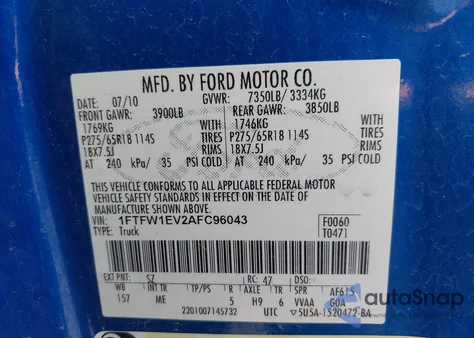 MFD. BY FORD MOTOR CO.
DATE: 07/10 GVWR: 7350LB/ 3334KG
FRONT GAWR: 3900LB REAR GAWR: 3850LB
1769KG WITH 1746KG WITH
P275/65R18 114S TIRES P275/65R18 114S TIRES
18X7.5J RIMS 18X7.5J RIMS
AT 240 kPa/ 35 PSI COLD AT 240 kPa/ 35 PSI COLD
THIS VEHICLE CONFORMS TO ALL APPLICABLE FEDERAL MOTOR
VEHICLE SAFETY STANDARDS IN EFFECT ON THE DATE OF
MANUFACTURE SHOWN ABOVE.
VIN: 1FTFW1EV2AFC96043 F0060
TYPE: Truck T0471
EXT PNT: SZ RC: 47 DSO:
WB INT TR TP/PS R AXLE TR SPR AF615
157 ME 5 H9 6 VVAA GOA
2201007145732 UTC 5U5A-1520472-BA
AutoSnap